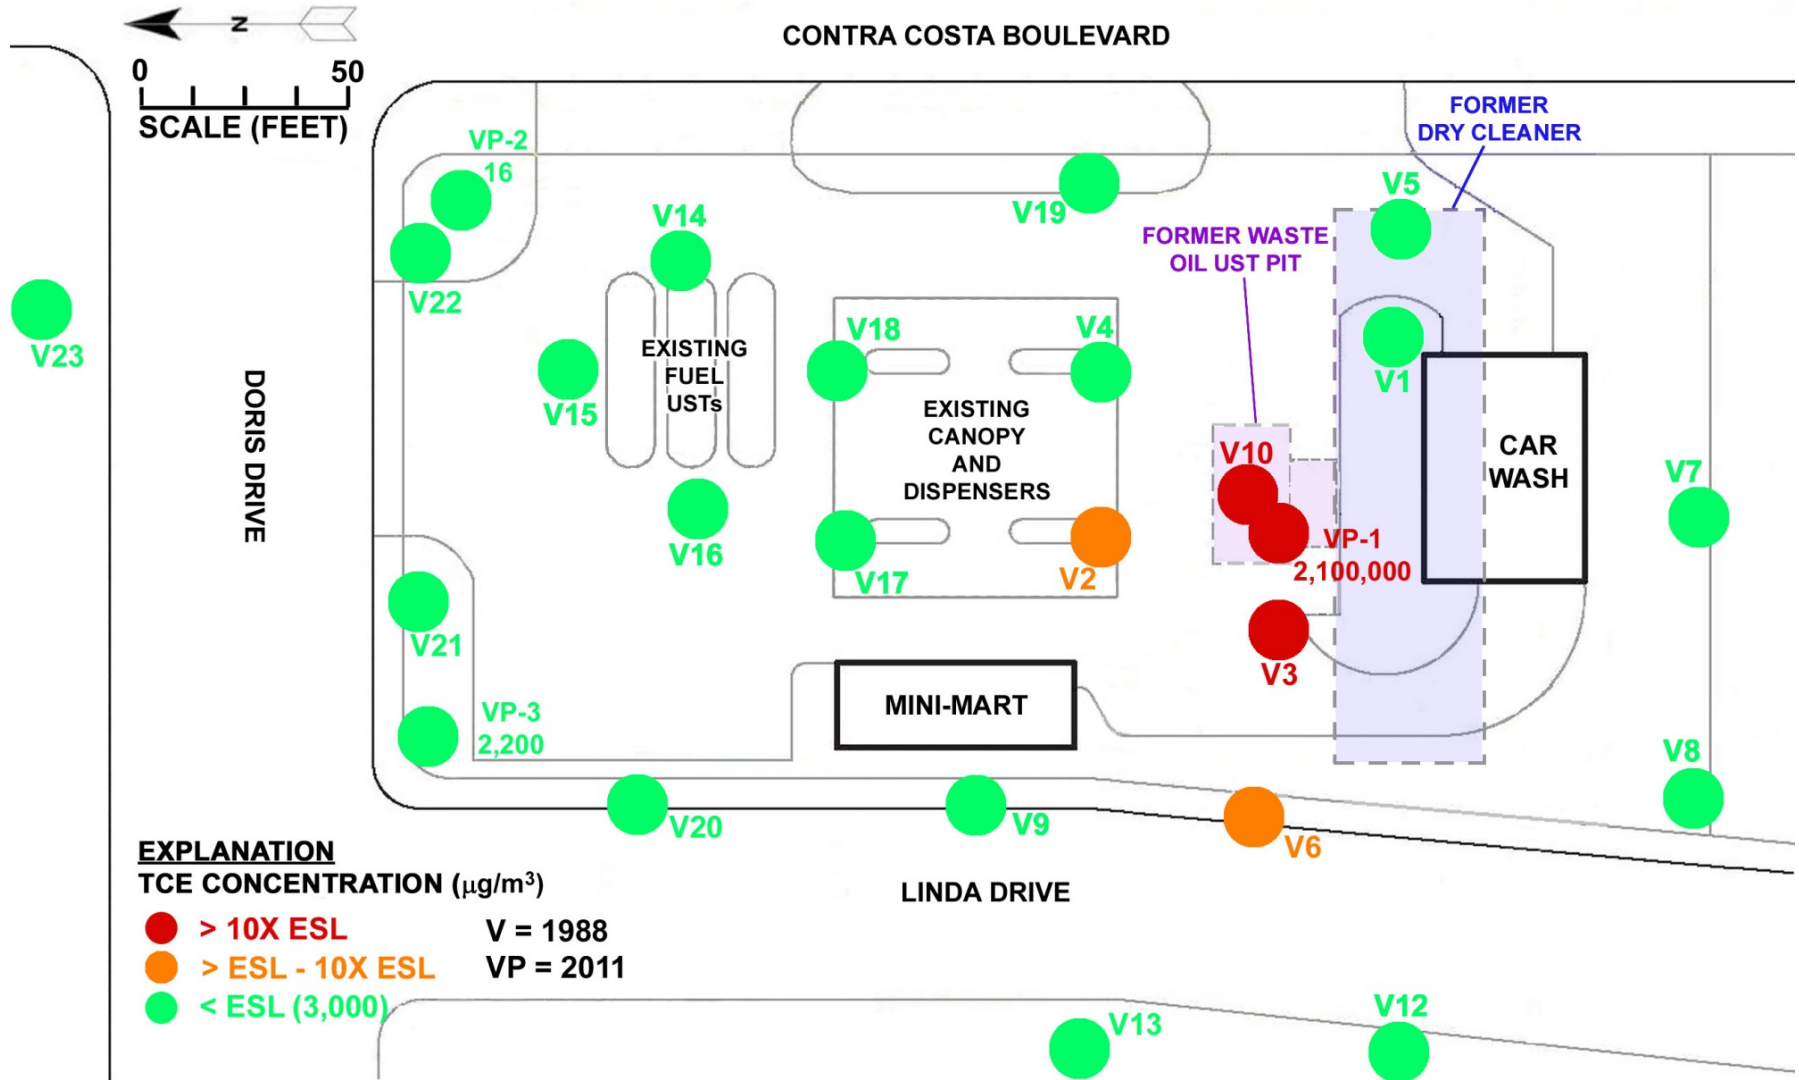 N
0 50
SCALE (FEET)
CONTRA COSTA BOULEVARD
FORMER
DRY CLEANER
VP-2
16
V14
V19
V5
FORMER WASTE
OIL UST PIT
V22
V23
V18
V4
EXISTING
FUEL
USTs
V15
V1
DORIS DRIVE
EXISTING
CANOPY
AND
DISPENSERS
V10
CAR
WASH
V7
V16
V17
V2
VP-1
2,100,000
V21
V3
VP-3
2,200
MINI-MART
V8
V20
V9
V6
EXPLANATION
TCE CONCENTRATION (μg/m³)
> 10X ESL
V = 1988
> ESL - 10X ESL
VP = 2011
< ESL (3,000)
LINDA DRIVE
V13
V12